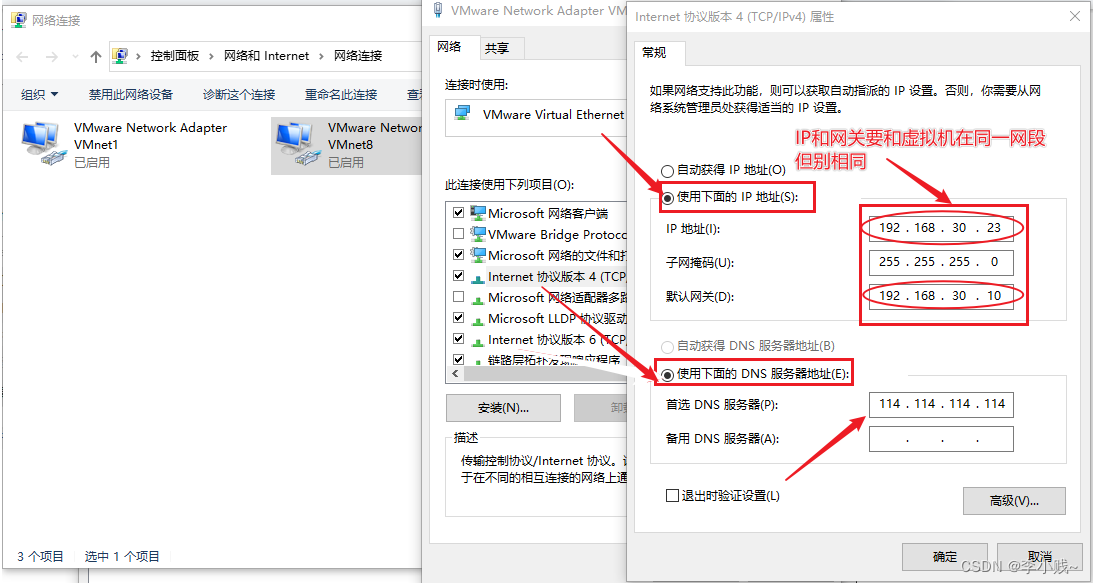 网络连接
控制面板 › 网络和 Internet › 网络连接
组织
禁用此网络设备
诊断这个连接
重命名此连接
VMware Network Adapter
VMnet1
已启用
VMware Networ
VMnet8
已启用
3 个项目
选中 1 个项目
VMware Network Adapter VM
网络
共享
连接时使用:
VMware Virtual Ethernet
此连接使用下列项目(O):
Microsoft 网络客户端
VMware Bridge Protoco
Microsoft 网络的文件和打
Internet 协议版本 4 (TCP
Microsoft 网络适配器多路
Microsoft LLDP 协议驱动
Internet 协议版本 6 (TCP
链路层拓扑发现响应程序
安装(N)...
卸
描述
传输控制协议/Internet 协议。
于在不同的相互连接的网络上通
Internet 协议版本 4 (TCP/IPv4) 属性
常规
如果网络支持此功能，则可以获取自动指派的 IP 设置。否则，你需要从网
络系统管理员处获得适当的 IP 设置。
IP和网关要和虚拟机在同一网段
但别相同
自动获得 IP 地址(O)
使用下面的 IP 地址(S):
IP 地址(I):
192 . 168 . 30 . 23
子网掩码(U):
255 . 255 . 255 . 0
默认网关(D):
192 . 168 . 30 . 10
自动获得 DNS 服务器地址(B)
使用下面的 DNS 服务器地址(E):
首选 DNS 服务器(P):
114 . 114 . 114 . 114
备用 DNS 服务器(A):
. . .
退出时验证设置(L)
高级(V)...
确定
取消
CSDN @李小贱~